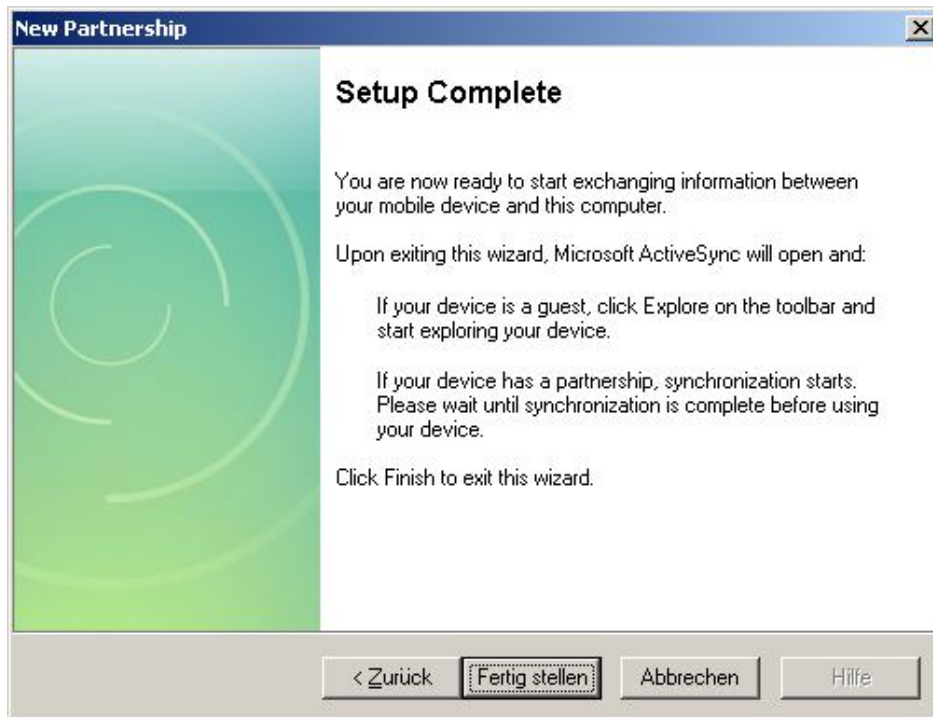 New Partnership
Setup Complete
You are now ready to start exchanging information between
your mobile device and this computer.
Upon exiting this wizard, Microsoft ActiveSync will open and:
If your device is a guest, click Explore on the toolbar and
start exploring your device.
If your device has a partnership, synchronization starts.
Please wait until synchronization is complete before using
your device.
Click Finish to exit this wizard.
< Zurück Fertig stellen Abbrechen Hilfe